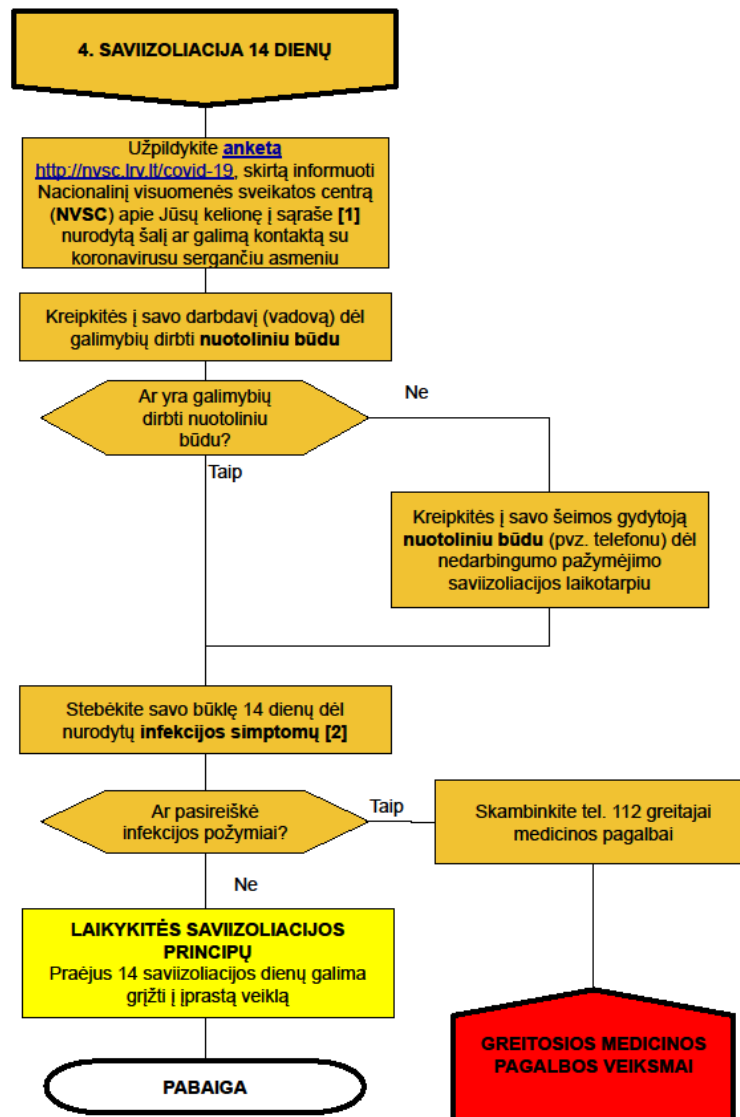 4. SAVIIZOLIACIJA 14 DIENŲ
Užpildykite anketą
http://nvsc.lrv.lt/covid-19, skirtą informuoti
Nacionalinį visuomenės sveikatos centrą
(NVSC) apie Jūsų kelionę į sąraše [1]
nurodytą šalį ar galimą kontaktą su
koronavirusu sergančiu asmeniu
Kreipkitės į savo darbdavį (vadovą) dėl
galimybių dirbti nuotoliniu būdu
Ar yra galimybių
dirbti nuotoliniu
būdu?
Ne
Taip
Kreipkitės į savo šeimos gydytoją
nuotoliniu būdu (pvz. telefonu) dėl
nedarbingumo pažymėjimo
saviizoliacijos laikotarpiu
Stebėkite savo būklę 14 dienų dėl
nurodytų infekcijos simptomų [2]
Ar pasireiškė
infekcijos požymiai?
Taip
Skambinkite tel. 112 greitajai
medicinos pagalbai
Ne
LAIKYKITĖS SAVIIZOLIACIJOS
PRINCIPŲ
Praėjus 14 saviizoliacijos dienų galima
grįžti į įprastą veiklą
GREITOSIOS MEDICINOS
PAGALBOS VEIKSMAI
PABAIGA